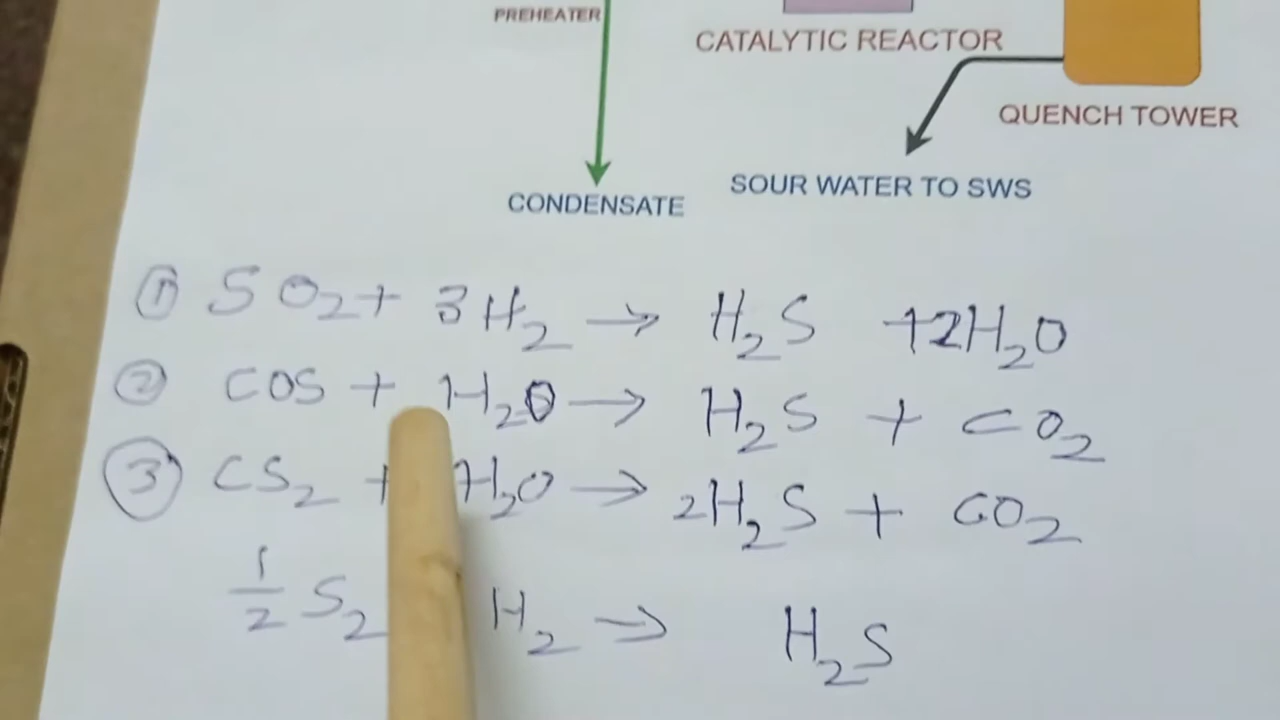 PREHEATER
CATALYTIC REACTOR
QUENCH TOWER
SOUR WATER TO SWS
CONDENSATE
① SO₂ + 3H₂ → H₂S + 2H₂O
② COS + H₂O → H₂S + CO₂
③ CS₂ + H₂O → 2H₂S + CO₂
½ S₂ H₂ → H₂S